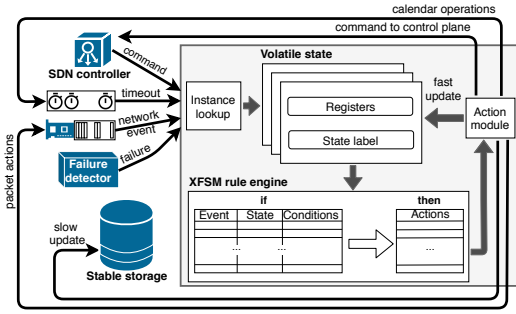 calendar operations
command to control plane
SDN controller
command
timeout
network
event
failure
Failure
detector
packet actions
slow
update
Stable storage
Volatile state
Instance
lookup
Registers
State label
fast
update
Action
module
XFSM rule engine
if
then
Event State Conditions
Actions
... ...
...